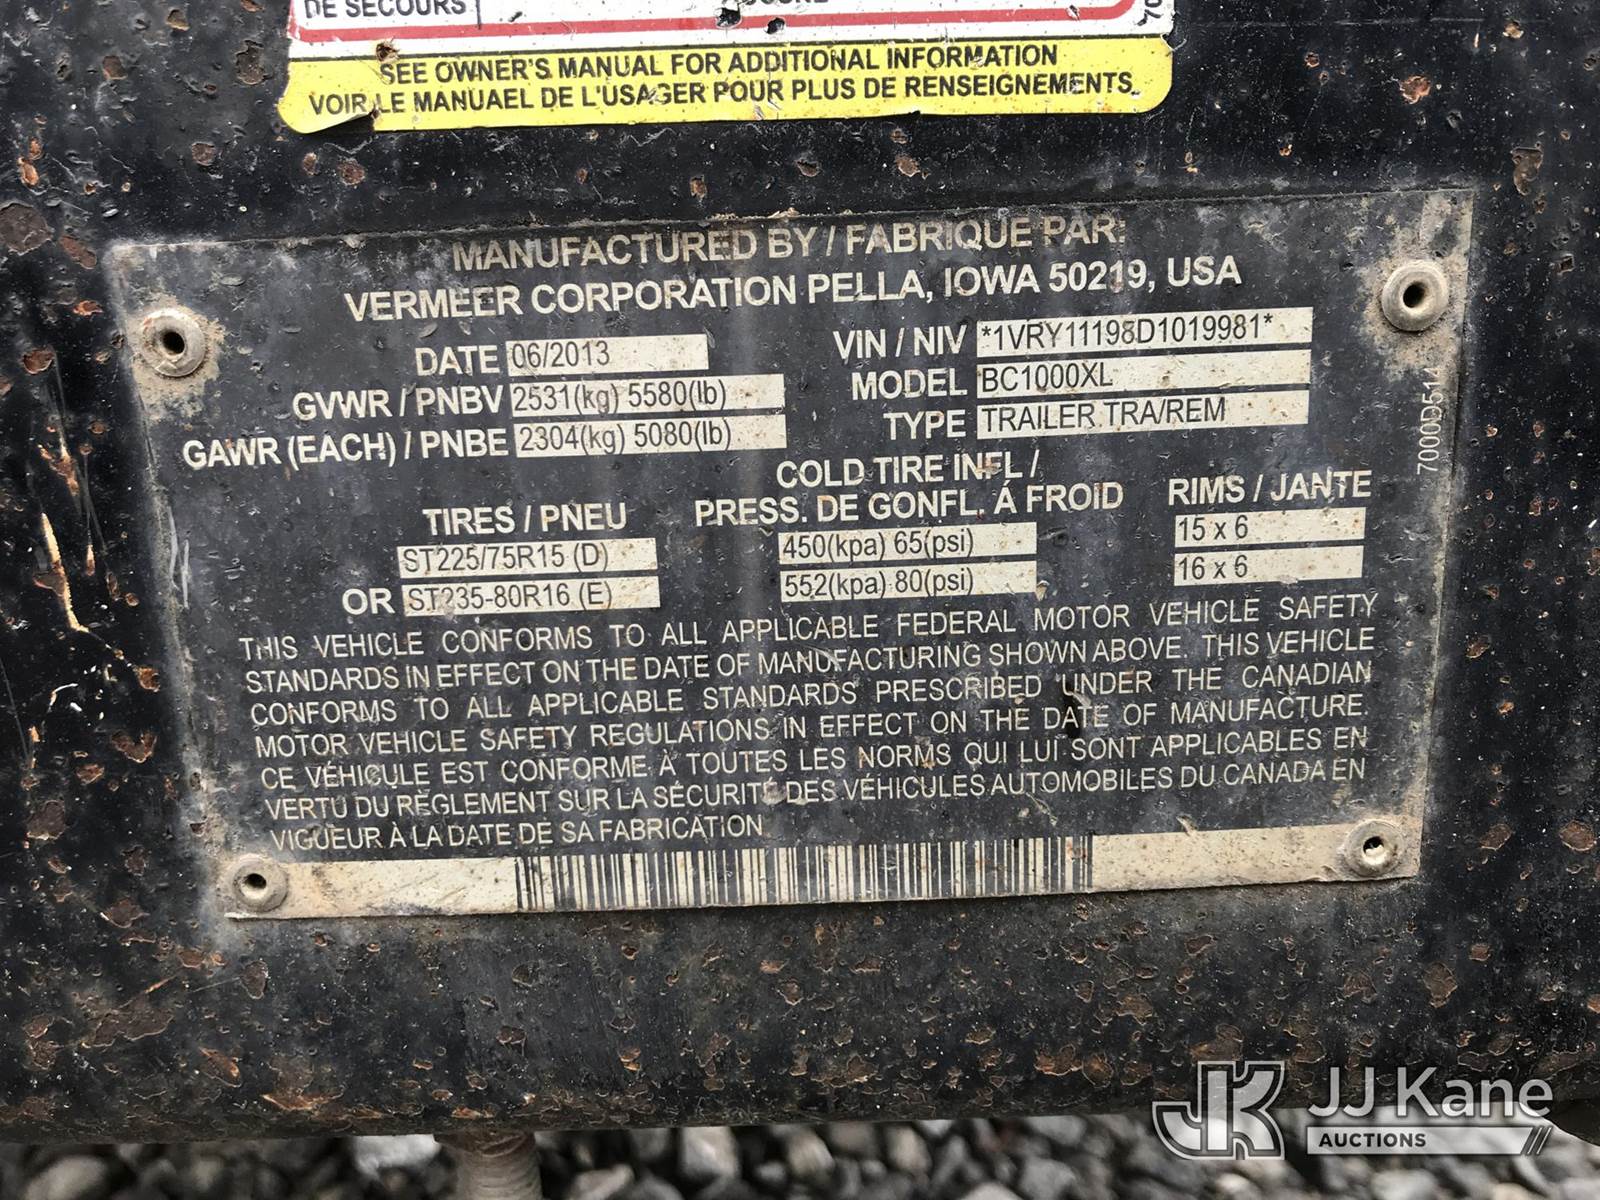 DE SECOURS
SEE OWNER'S MANUAL FOR ADDITIONAL INFORMATION
VOIR LE MANUAEL DE L'USAGER POUR PLUS DE RENSEIGNEMENTS.
MANUFACTURED BY / FABRIQUE PAR:
VERMEER CORPORATION PELLA, IOWA 50219, USA
DATE 06/2013
VIN / NIV *1VRY11198D1019981*
GVWR / PNBV 2531(kg) 5580(lb)
MODEL BC1000XL
GAWR (EACH) / PNBE 2304(kg) 5080(lb)
TYPE TRAILER TRA/REM
7000D514
COLD TIRE INFL /
TIRES / PNEU PRESS. DE GONFL. Á FROID RIMS / JANTE
ST225/75R15 (D) 450(kpa) 65(psi) 15 x 6
OR ST235-80R16 (E) 552(kpa) 80(psi) 16 x 6
THIS VEHICLE CONFORMS TO ALL APPLICABLE FEDERAL MOTOR VEHICLE SAFETY
STANDARDS IN EFFECT ON THE DATE OF MANUFACTURING SHOWN ABOVE. THIS VEHICLE
CONFORMS TO ALL APPLICABLE STANDARDS PRESCRIBED UNDER THE CANADIAN
MOTOR VEHICLE SAFETY REGULATIONS IN EFFECT ON THE DATE OF MANUFACTURE.
CE VÉHICULE EST CONFORME À TOUTES LES NORMS QUI LUI SONT APPLICABLES EN
VERTU DU RÈGLEMENT SUR LA SÉCURITÉ DES VÉHICULES AUTOMOBILES DU CANADA EN
VIGUEUR À LA DATE DE SA FABRICATION
JK JJ Kane
AUCTIONS